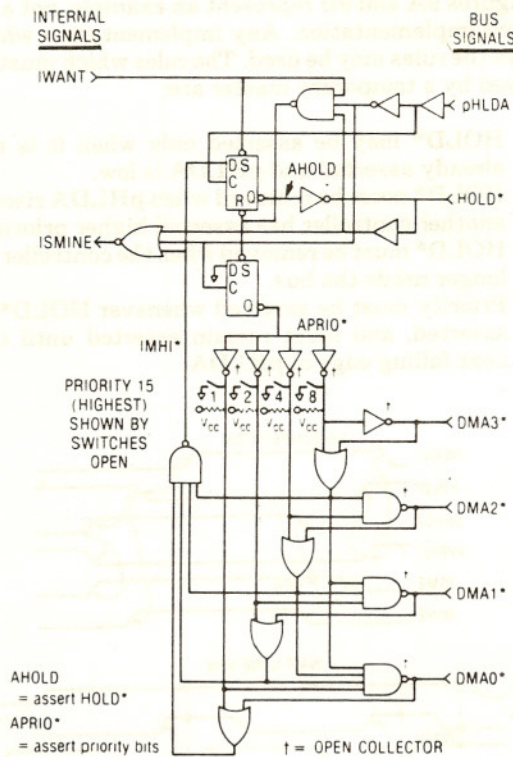 INTERNAL
SIGNALS
BUS
SIGNALS
IWANT
pHLDA
D S
C
R Q
AHOLD
HOLD*
ISMINE
D S
C
Q
APRIO*
IMHI*
† † † †
1 2 4 8
VCC VCC VCC VCC
PRIORITY 15
(HIGHEST)
SHOWN BY
SWITCHES
OPEN
†
DMA3*
†
DMA2*
†
DMA1*
†
DMA0*
AHOLD
= assert HOLD*
APRIO*
= assert priority bits
† = OPEN COLLECTOR